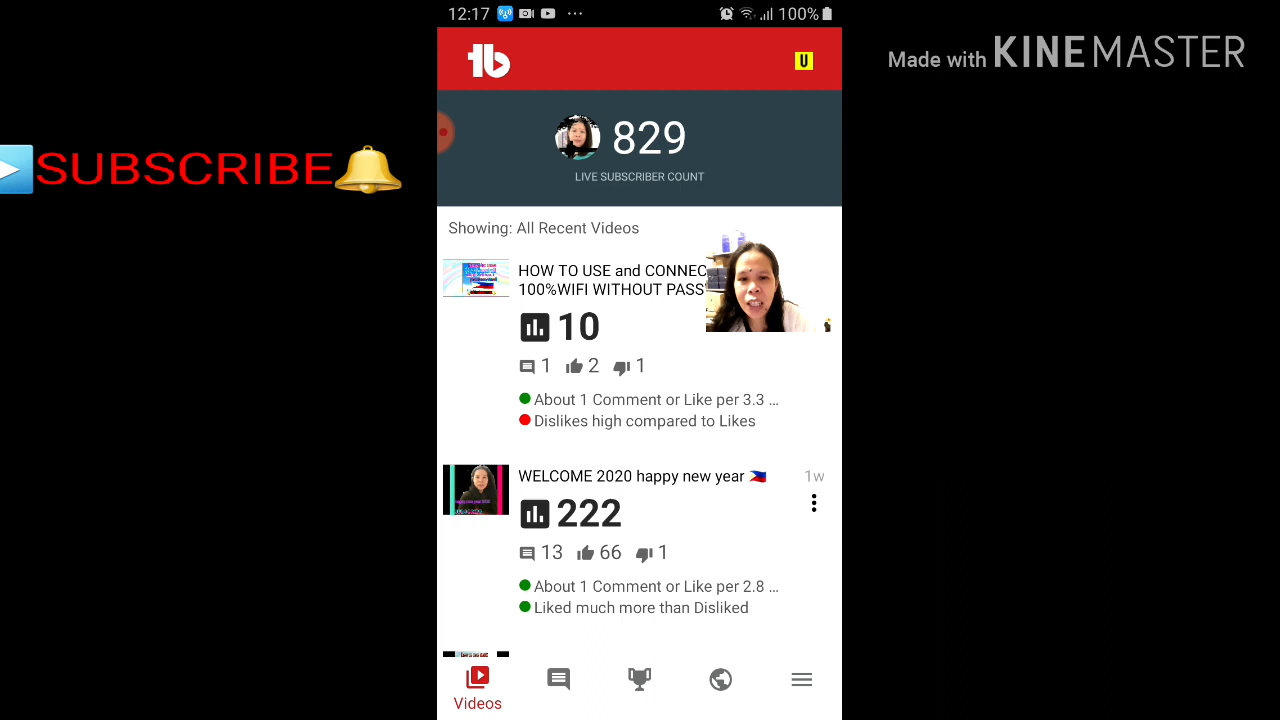 12:17
100%
Made with KINEMASTER
U
SUBSCRIBE
829
LIVE SUBSCRIBER COUNT
Showing: All Recent Videos
HOW TO USE and CONNEC
100%WIFI WITHOUT PASS
10
1 2 1
About 1 Comment or Like per 3.3 ...
Dislikes high compared to Likes
WELCOME 2020 happy new year 🇵🇭 1w
222
13 66 1
About 1 Comment or Like per 2.8 ...
Liked much more than Disliked
Videos